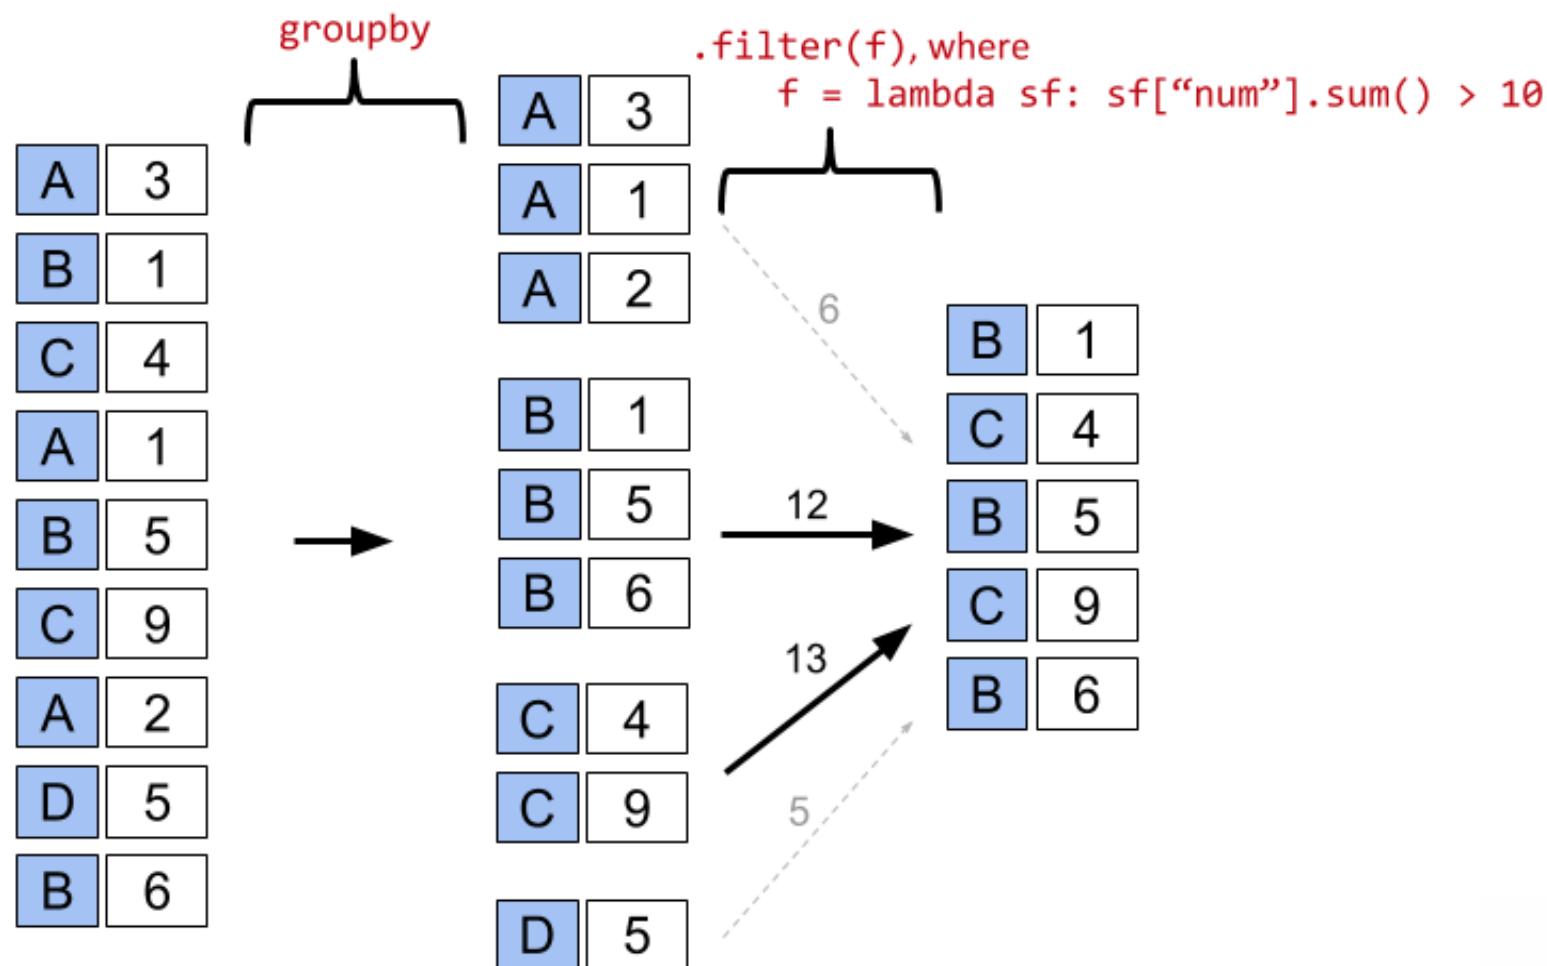 groupby
.filter(f), where
f = lambda sf: sf[“num”].sum() > 10
A 3
B 1
C 4
A 1
B 5
C 9
A 2
D 5
B 6
A 3
A 1
A 2
B 1
B 5
B 6
C 4
C 9
D 5
6
12
13
5
B 1
C 4
B 5
C 9
B 6